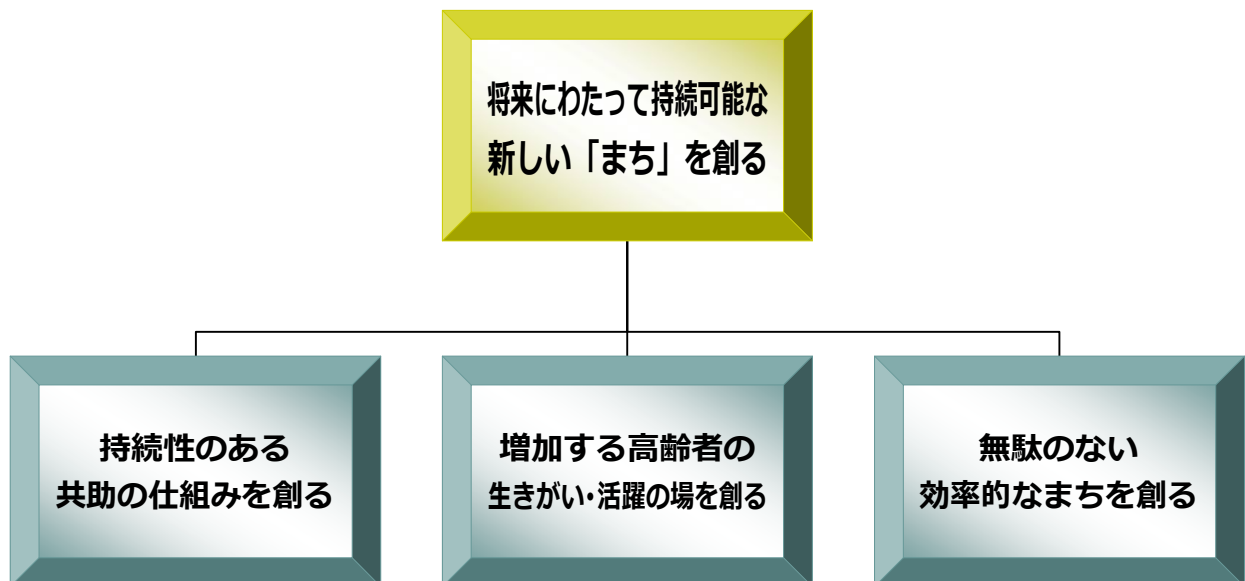 将来にわたって持続可能な
新しい「まち」を創る
持続性のある
共助の仕組みを創る
増加する高齢者の
生きがい・活躍の場を創る
無駄のない
効率的なまちを創る